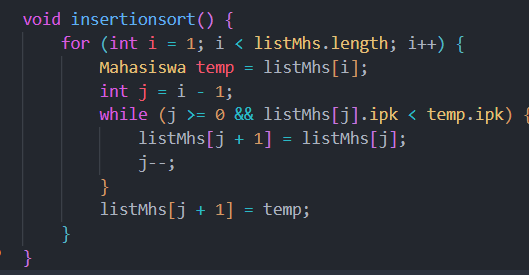 void insertionsort() {
    for (int i = 1; i < listMhs.length; i++) {
        Mahasiswa temp = listMhs[i];
        int j = i - 1;
        while (j >= 0 && listMhs[j].ipk < temp.ipk) {
            listMhs[j + 1] = listMhs[j];
            j--;
        }
        listMhs[j + 1] = temp;
    }
}